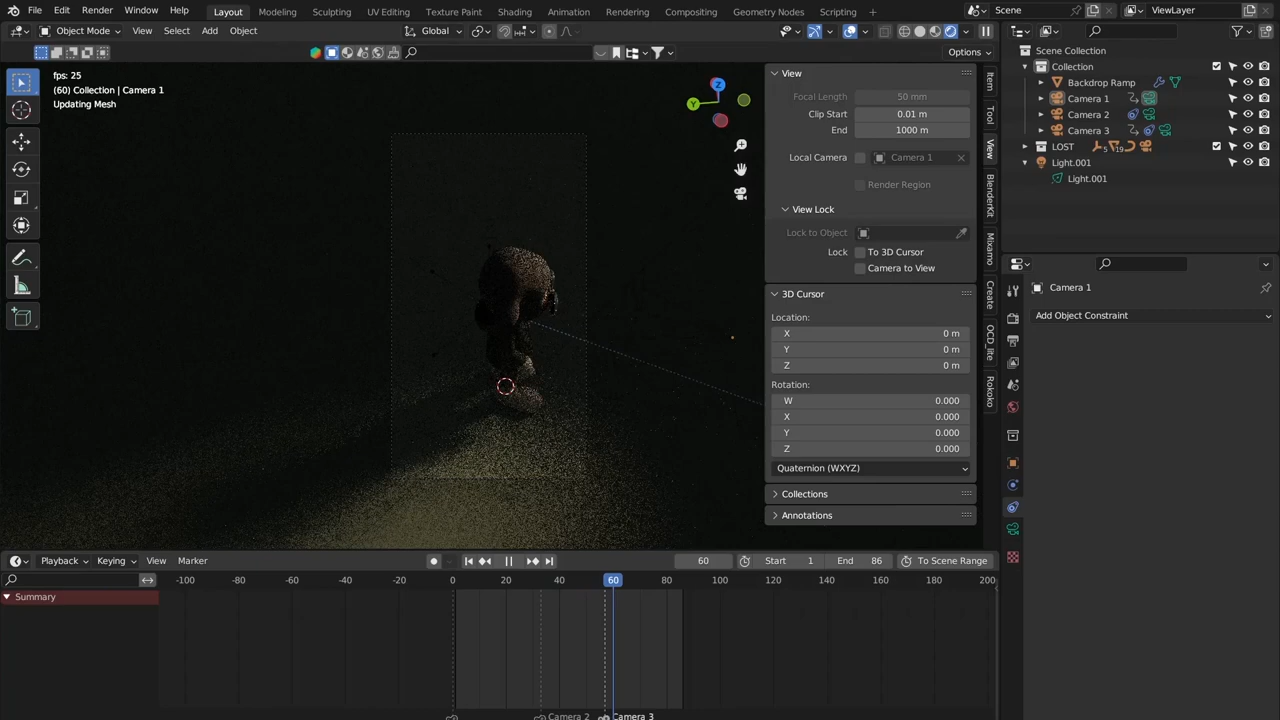 File Edit Render Window Help Layout Modeling Sculpting UV Editing Texture Paint Shading Animation Rendering Compositing Geometry Nodes Scripting + Scene ViewLayer
Object Mode View Select Add Object Global
Options
fps: 25
(60) Collection | Camera 1
Updating Mesh
Z
Y
View
Focal Length 50 mm
Clip Start 0.01 m
End 1000 m
Local Camera Camera 1
Render Region
View Lock
Lock to Object
Lock To 3D Cursor
Camera to View
3D Cursor
Location:
X 0 m
Y 0 m
Z 0 m
Rotation:
W 0.000
X 0.000
Y 0.000
Z 0.000
Quaternion (WXYZ)
Collections
Annotations
Item
Tool
View
BlenderKit
Mixamo
Create
OCD_lite
Rokoko
Scene Collection
Collection
Backdrop Ramp
Camera 1
Camera 2
Camera 3
LOST 5 19
Light.001
Light.001
Camera 1
Add Object Constraint
Playback Keying View Marker 60 Start 1 End 86 To Scene Range
-100 -80 -60 -40 -20 0 20 40 60 80 100 120 140 160 180 200
Summary
Camera 2 Camera 3